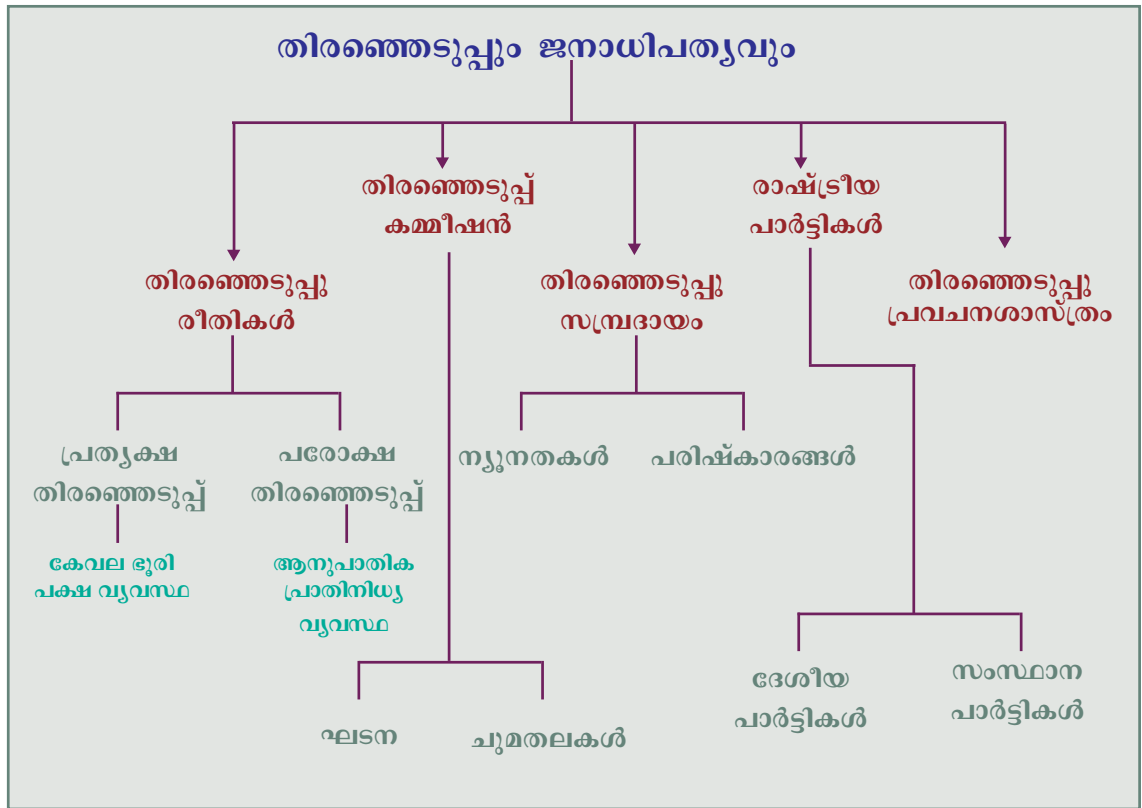 തിരഞ്ഞെടുപ്പും ജനാധിപത്യവും
തിരഞ്ഞെടുപ്പ്
കമ്മീഷൻ
രാഷ്ട്രീയ
പാർട്ടികൾ
തിരഞ്ഞെടുപ്പു
രീതികൾ
തിരഞ്ഞെടുപ്പു
സമ്പ്രദായം
തിരഞ്ഞെടുപ്പു
പ്രവചനശാസ്ത്രം
പ്രത്യക്ഷ
തിരഞ്ഞെടുപ്പ്
പരോക്ഷ
തിരഞ്ഞെടുപ്പ്
ന്യൂനതകൾ
പരിഷ്കാരങ്ങൾ
കേവല ഭൂരി
പക്ഷ വ്യവസ്ഥ
ആനുപാതിക
പ്രാതിനിധ്യ
വ്യവസ്ഥ
ഘടന
ചുമതലകൾ
ദേശീയ
പാർട്ടികൾ
സംസ്ഥാന
പാർട്ടികൾ